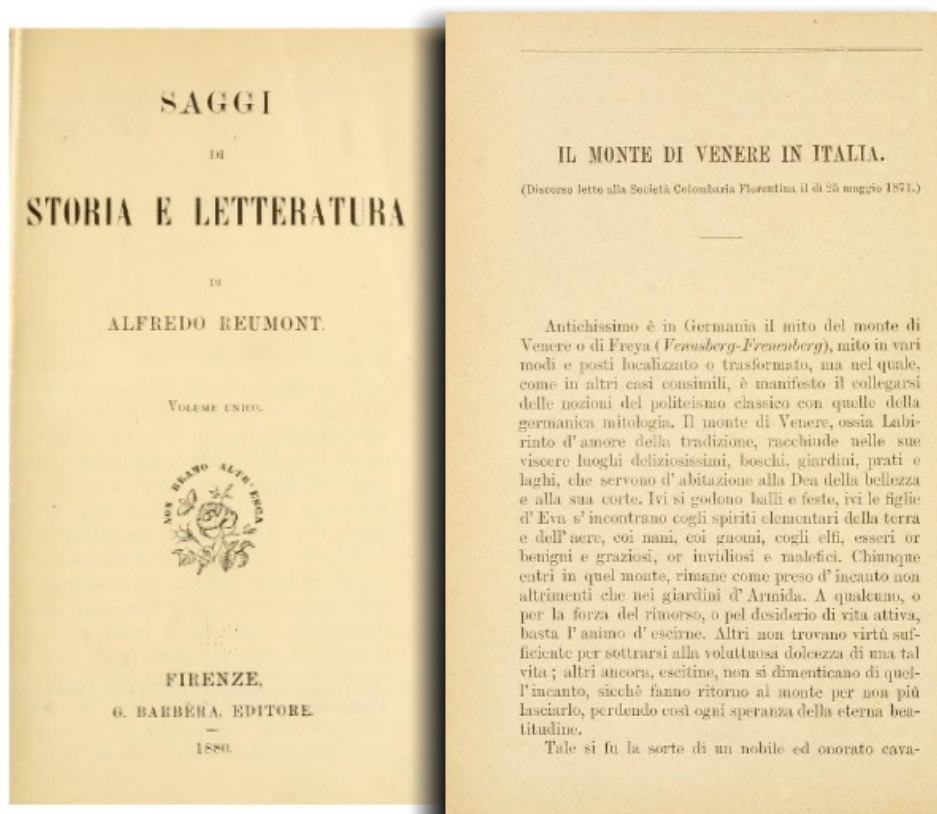 SAGGI
DI
STORIA E LETTERATURA
DI
ALFREDO REUMONT.
VOLUME UNICO.
NON BRAMO ALTR'ESCA
FIRENZE,
G. BARBÈRA, EDITORE.
1880.
IL MONTE DI VENERE IN ITALIA.
(Discorso letto alla Società Colombaria Fiorentina il dì 25 maggio 1871.)
Antichissimo è in Germania il mito del monte di
Venere o di Freya (Venusberg-Frenenberg), mito in vari
modi e posti localizzato o trasformato, ma nel quale,
come in altri casi consimili, è manifesto il collegarsi
delle nozioni del politeismo classico con quelle della
germanica mitologia. Il monte di Venere, ossia Labi-
rinto d'amore della tradizione, racchiude nelle sue
viscere luoghi deliziosissimi, boschi, giardini, prati e
laghi, che servono d'abitazione alla Dea della bellezza
e alla sua corte. Ivi si godono balli e feste, ivi le figlie
d'Eva s'incontrano cogli spiriti elementari della terra
e dell'aere, coi nani, coi gnomi, cogli elfi, esseri or
benigni e graziosi, or invidiosi e malefici. Chiunque
entri in quel monte, rimane come preso d'incanto non
altrimenti che nei giardini d'Armida. A qualcuno, o
per la forza del rimorso, o pel desiderio di vita attiva,
basta l'animo d'escirne. Altri non trovano virtù suf-
ficiente per sottrarsi alla voluttuosa dolcezza di una tal
vita; altri ancora, escitine, non si dimenticano di quel-
l'incanto, sicchè fanno ritorno al monte per non più
lasciarlo, perdendo così ogni speranza della eterna bea-
titudine.
Tale si fu la sorte di un nobile ed onorato cava-